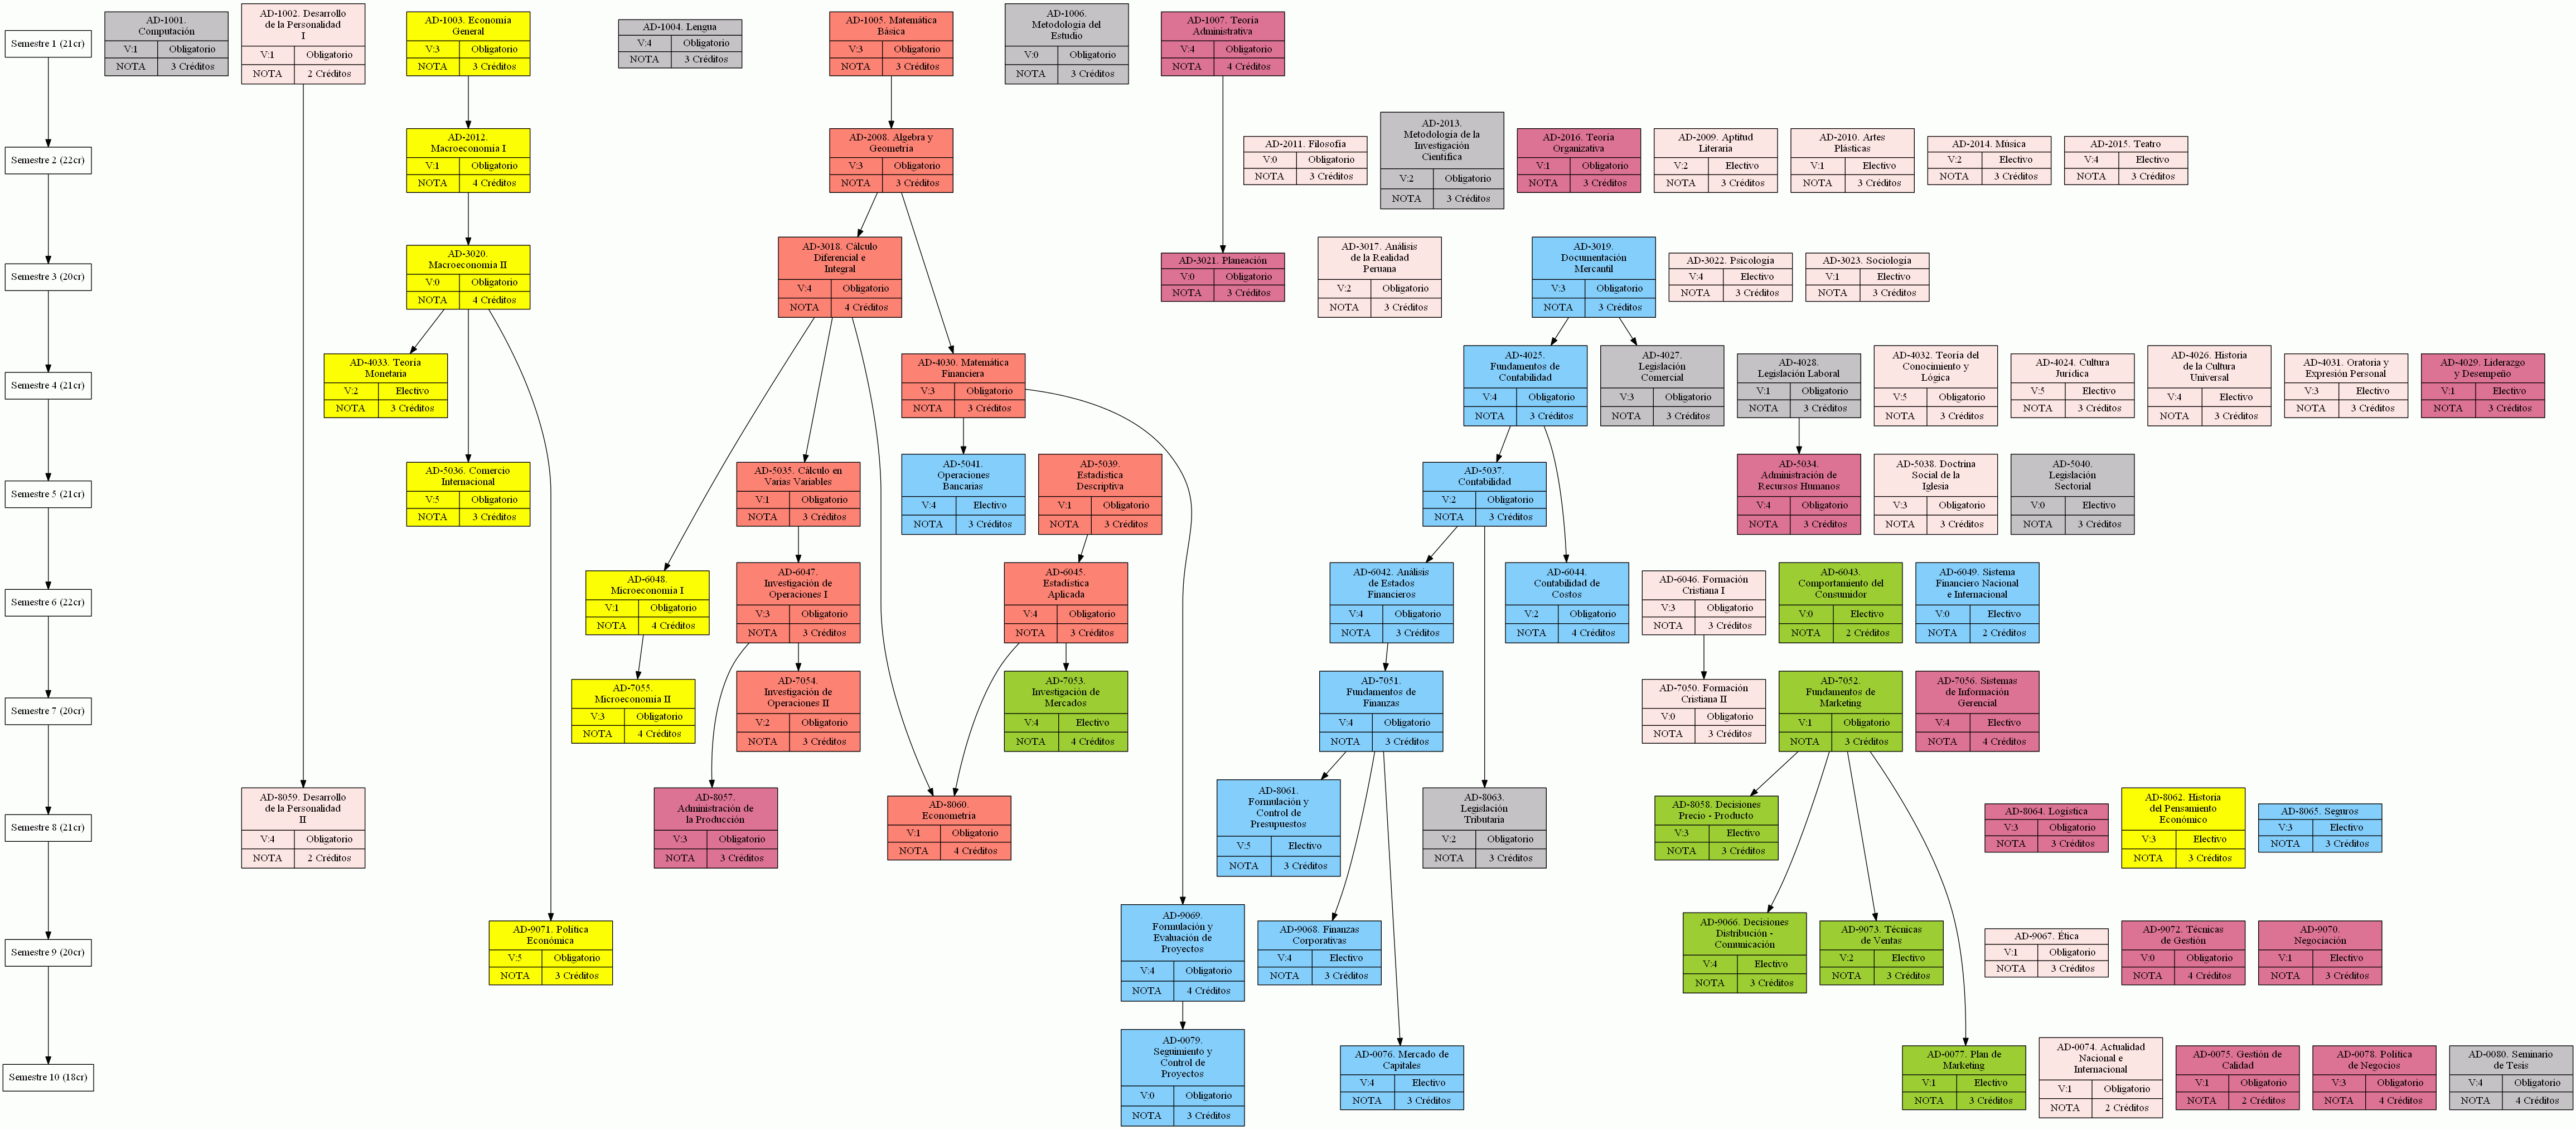 Semestre 1 (21cr)
AD-1001.
Computación
V:1 Obligatorio
NOTA 3 Créditos
AD-1002. Desarrollo
de la Personalidad
I
V:1 Obligatorio
NOTA 2 Créditos
AD-1003. Economía
General
V:3 Obligatorio
NOTA 3 Créditos
AD-1004. Lengua
V:4 Obligatorio
NOTA 3 Créditos
AD-1005. Matemática
Básica
V:3 Obligatorio
NOTA 3 Créditos
AD-1006.
Metodología del
Estudio
V:0 Obligatorio
NOTA 3 Créditos
AD-1007. Teoría
Administrativa
V:4 Obligatorio
NOTA 4 Créditos
Semestre 2 (22cr)
AD-2012.
Macroeconomía I
V:1 Obligatorio
NOTA 4 Créditos
AD-2008. Algebra y
Geometría
V:3 Obligatorio
NOTA 3 Créditos
AD-2011. Filosofía
V:0 Obligatorio
NOTA 3 Créditos
AD-2013.
Metodología de la
Investigación
Científica
V:2 Obligatorio
NOTA 3 Créditos
AD-2016. Teoría
Organizativa
V:1 Obligatorio
NOTA 3 Créditos
AD-2009. Aptitud
Literaria
V:2 Electivo
NOTA 3 Créditos
AD-2010. Artes
Plásticas
V:1 Electivo
NOTA 3 Créditos
AD-2014. Música
V:2 Electivo
NOTA 3 Créditos
AD-2015. Teatro
V:4 Electivo
NOTA 3 Créditos
Semestre 3 (20cr)
AD-3020.
Macroeconomía II
V:0 Obligatorio
NOTA 4 Créditos
AD-3018. Cálculo
Diferencial e
Integral
V:4 Obligatorio
NOTA 4 Créditos
AD-3021. Planeación
V:0 Obligatorio
NOTA 3 Créditos
AD-3017. Análisis
de la Realidad
Peruana
V:2 Obligatorio
NOTA 3 Créditos
AD-3019.
Documentación
Mercantil
V:3 Obligatorio
NOTA 3 Créditos
AD-3022. Psicología
V:4 Electivo
NOTA 3 Créditos
AD-3023. Sociología
V:1 Electivo
NOTA 3 Créditos
Semestre 4 (21cr)
AD-4033. Teoría
Monetaria
V:2 Electivo
NOTA 3 Créditos
AD-4030. Matemática
Financiera
V:3 Obligatorio
NOTA 3 Créditos
AD-4025.
Fundamentos de
Contabilidad
V:4 Obligatorio
NOTA 3 Créditos
AD-4027.
Legislación
Comercial
V:3 Obligatorio
NOTA 3 Créditos
AD-4028.
Legislación Laboral
V:1 Obligatorio
NOTA 3 Créditos
AD-4032. Teoría del
Conocimiento y
Lógica
V:5 Obligatorio
NOTA 3 Créditos
AD-4024. Cultura
Jurídica
V:5 Electivo
NOTA 3 Créditos
AD-4026. Historia
de la Cultura
Universal
V:4 Electivo
NOTA 3 Créditos
AD-4031. Oratoria y
Expresión Personal
V:3 Electivo
NOTA 3 Créditos
AD-4029. Liderazgo
y Desempeño
V:1 Electivo
NOTA 3 Créditos
Semestre 5 (21cr)
AD-5036. Comercio
Internacional
V:5 Obligatorio
NOTA 3 Créditos
AD-5035. Cálculo en
Varias Variables
V:1 Obligatorio
NOTA 3 Créditos
AD-5041.
Operaciones
Bancarias
V:4 Electivo
NOTA 3 Créditos
AD-5039.
Estadística
Descriptiva
V:1 Obligatorio
NOTA 3 Créditos
AD-5037.
Contabilidad
V:2 Obligatorio
NOTA 3 Créditos
AD-5034.
Administración de
Recursos Humanos
V:4 Obligatorio
NOTA 3 Créditos
AD-5038. Doctrina
Social de la
Iglesia
V:3 Obligatorio
NOTA 3 Créditos
AD-5040.
Legislación
Sectorial
V:0 Electivo
NOTA 3 Créditos
Semestre 6 (22cr)
AD-6048.
Microeconomía I
V:1 Obligatorio
NOTA 4 Créditos
AD-6047.
Investigación de
Operaciones I
V:3 Obligatorio
NOTA 3 Créditos
AD-6045.
Estadística
Aplicada
V:4 Obligatorio
NOTA 3 Créditos
AD-6042. Análisis
de Estados
Financieros
V:4 Obligatorio
NOTA 3 Créditos
AD-6044.
Contabilidad de
Costos
V:2 Obligatorio
NOTA 4 Créditos
AD-6046. Formación
Cristiana I
V:3 Obligatorio
NOTA 3 Créditos
AD-6043.
Comportamiento del
Consumidor
V:0 Electivo
NOTA 2 Créditos
AD-6049. Sistema
Financiero Nacional
e Internacional
V:0 Electivo
NOTA 2 Créditos
Semestre 7 (20cr)
AD-7055.
Microeconomía II
V:3 Obligatorio
NOTA 4 Créditos
AD-7054.
Investigación de
Operaciones II
V:2 Obligatorio
NOTA 3 Créditos
AD-7053.
Investigación de
Mercados
V:4 Electivo
NOTA 4 Créditos
AD-7051.
Fundamentos de
Finanzas
V:4 Obligatorio
NOTA 3 Créditos
AD-7050. Formación
Cristiana II
V:0 Obligatorio
NOTA 3 Créditos
AD-7052.
Fundamentos de
Marketing
V:1 Obligatorio
NOTA 3 Créditos
AD-7056. Sistemas
de Información
Gerencial
V:4 Electivo
NOTA 4 Créditos
Semestre 8 (21cr)
AD-8059. Desarrollo
de la Personalidad
II
V:4 Obligatorio
NOTA 2 Créditos
AD-8057.
Administración de
la Producción
V:3 Obligatorio
NOTA 3 Créditos
AD-8060.
Econometría
V:1 Obligatorio
NOTA 4 Créditos
AD-8061.
Formulación y
Control de
Presupuestos
V:5 Electivo
NOTA 3 Créditos
AD-8063.
Legislación
Tributaria
V:2 Obligatorio
NOTA 3 Créditos
AD-8058. Decisiones
Precio - Producto
V:3 Electivo
NOTA 3 Créditos
AD-8064. Logística
V:3 Obligatorio
NOTA 3 Créditos
AD-8062. Historia
del Pensamiento
Económico
V:3 Electivo
NOTA 3 Créditos
AD-8065. Seguros
V:3 Electivo
NOTA 3 Créditos
Semestre 9 (20cr)
AD-9071. Política
Económica
V:5 Obligatorio
NOTA 3 Créditos
AD-9069.
Formulación y
Evaluación de
Proyectos
V:4 Obligatorio
NOTA 4 Créditos
AD-9068. Finanzas
Corporativas
V:4 Electivo
NOTA 3 Créditos
AD-9066. Decisiones
Distribución -
Comunicación
V:4 Electivo
NOTA 3 Créditos
AD-9073. Técnicas
de Ventas
V:2 Electivo
NOTA 3 Créditos
AD-9067. Ética
V:1 Obligatorio
NOTA 3 Créditos
AD-9072. Técnicas
de Gestión
V:0 Obligatorio
NOTA 4 Créditos
AD-9070.
Negociación
V:1 Electivo
NOTA 3 Créditos
Semestre 10 (18cr)
AD-0079.
Seguimiento y
Control de
Proyectos
V:0 Obligatorio
NOTA 3 Créditos
AD-0076. Mercado de
Capitales
V:4 Electivo
NOTA 3 Créditos
AD-0077. Plan de
Marketing
V:1 Electivo
NOTA 3 Créditos
AD-0074. Actualidad
Nacional e
Internacional
V:1 Obligatorio
NOTA 2 Créditos
AD-0075. Gestión de
Calidad
V:1 Obligatorio
NOTA 2 Créditos
AD-0078. Política
de Negocios
V:3 Obligatorio
NOTA 4 Créditos
AD-0080. Seminario
de Tesis
V:4 Obligatorio
NOTA 4 Créditos